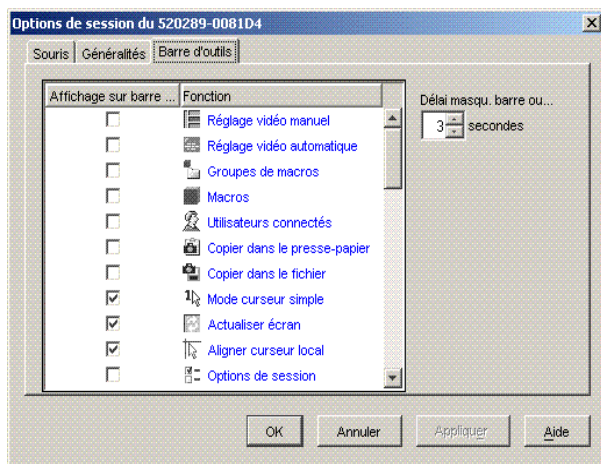 Options de session du 520289-0081D4
Souris Généralités Barre d'outils
Affichage sur barre ... Fonction
Délai masqu. barre ou...
3 secondes
Réglage vidéo manuel
Réglage vidéo automatique
Groupes de macros
Macros
Utilisateurs connectés
Copier dans le presse-papier
Copier dans le fichier
Mode curseur simple
Actualiser écran
Aligner curseur local
Options de session
OK Annuler Appliquer Aide